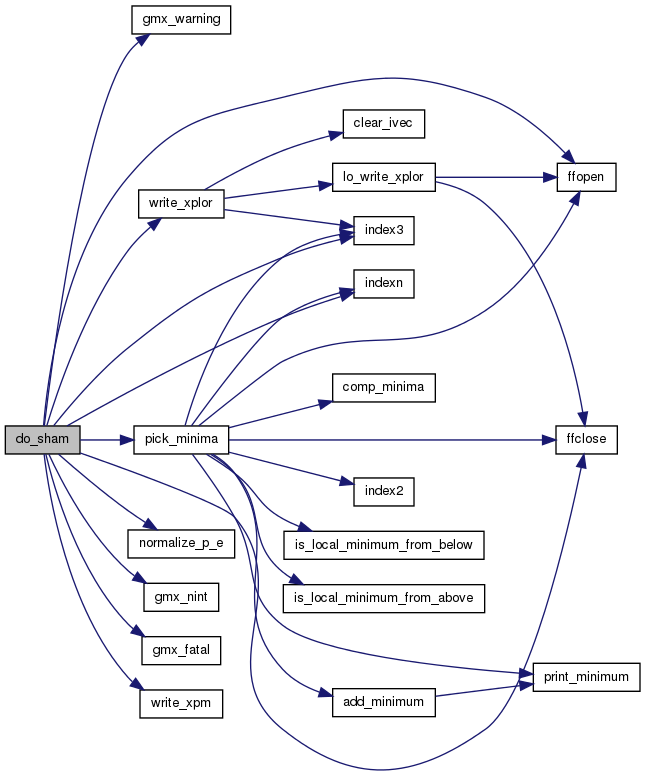 gmx_warning
clear_ivec
lo_write_xplor
ffopen
write_xplor
index3
indexn
comp_minima
do_sham
pick_minima
ffclose
index2
normalize_p_e
is_local_minimum_from_below
gmx_nint
is_local_minimum_from_above
gmx_fatal
print_minimum
write_xpm
add_minimum